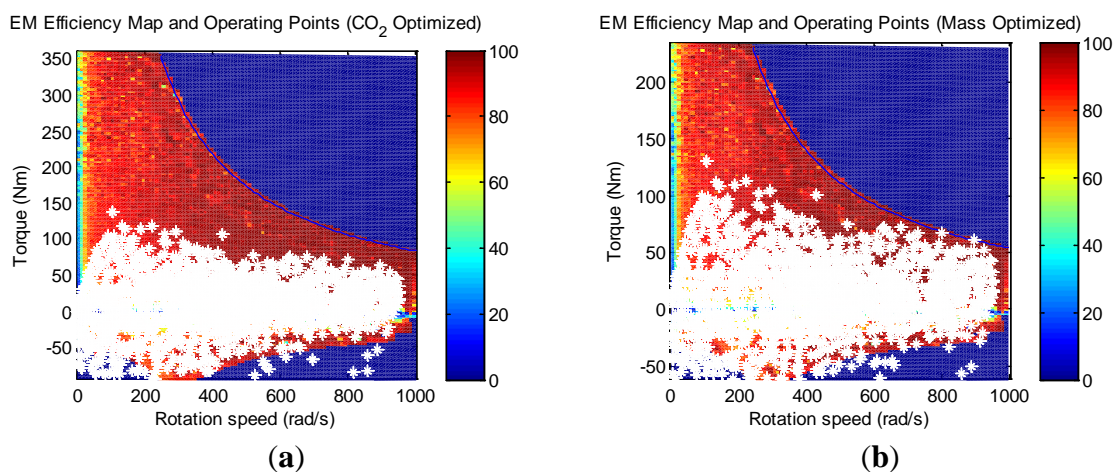 EM Efficiency Map and Operating Points (CO2 Optimized)
350
300
250
200
150
100
50
0
-50
Torque (Nm)
0 200 400 600 800 1000
Rotation speed (rad/s)
100
80
60
40
20
0
(a)
EM Efficiency Map and Operating Points (Mass Optimized)
200
150
100
50
0
-50
Torque (Nm)
0 200 400 600 800 1000
Rotation speed (rad/s)
100
80
60
40
20
0
(b)